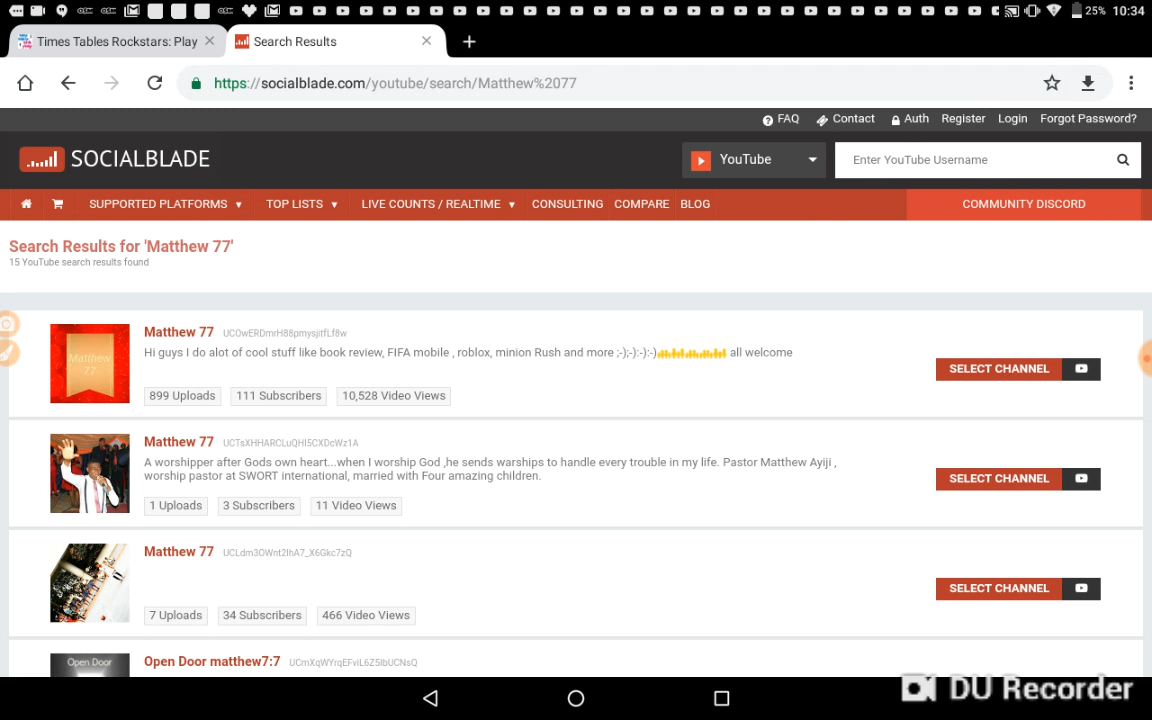 25% 10:34
Times Tables Rockstars: Play
Search Results
https://socialblade.com/youtube/search/Matthew%2077
FAQ Contact Auth Register Login Forgot Password?
SOCIALBLADE
YouTube
Enter YouTube Username
SUPPORTED PLATFORMS ▾ TOP LISTS ▾ LIVE COUNTS / REALTIME ▾ CONSULTING COMPARE BLOG
COMMUNITY DISCORD
Search Results for 'Matthew 77'
15 YouTube search results found
Matthew 77
Matthew 77 UCOwERDmrH88pmysjitfLf8w
Hi guys I do alot of cool stuff like book review, FIFA mobile , roblox, minion Rush and more ;-);-):-):-) all welcome
SELECT CHANNEL
899 Uploads 111 Subscribers 10,528 Video Views
Matthew 77 UCTsXHHARCLuQHI5CXDcWz1A
A worshipper after Gods own heart...when I worship God ,he sends warships to handle every trouble in my life. Pastor Matthew Ayiji ,
worship pastor at SWORT international, married with Four amazing children.
SELECT CHANNEL
1 Uploads 3 Subscribers 11 Video Views
Matthew 77 UCLdm3OWnt2IhA7_X6Gkc7zQ
SELECT CHANNEL
7 Uploads 34 Subscribers 466 Video Views
Open Door
Open Door matthew7:7 UCmXqWYrqEFviL6Z5IbUCNsQ
DU Recorder